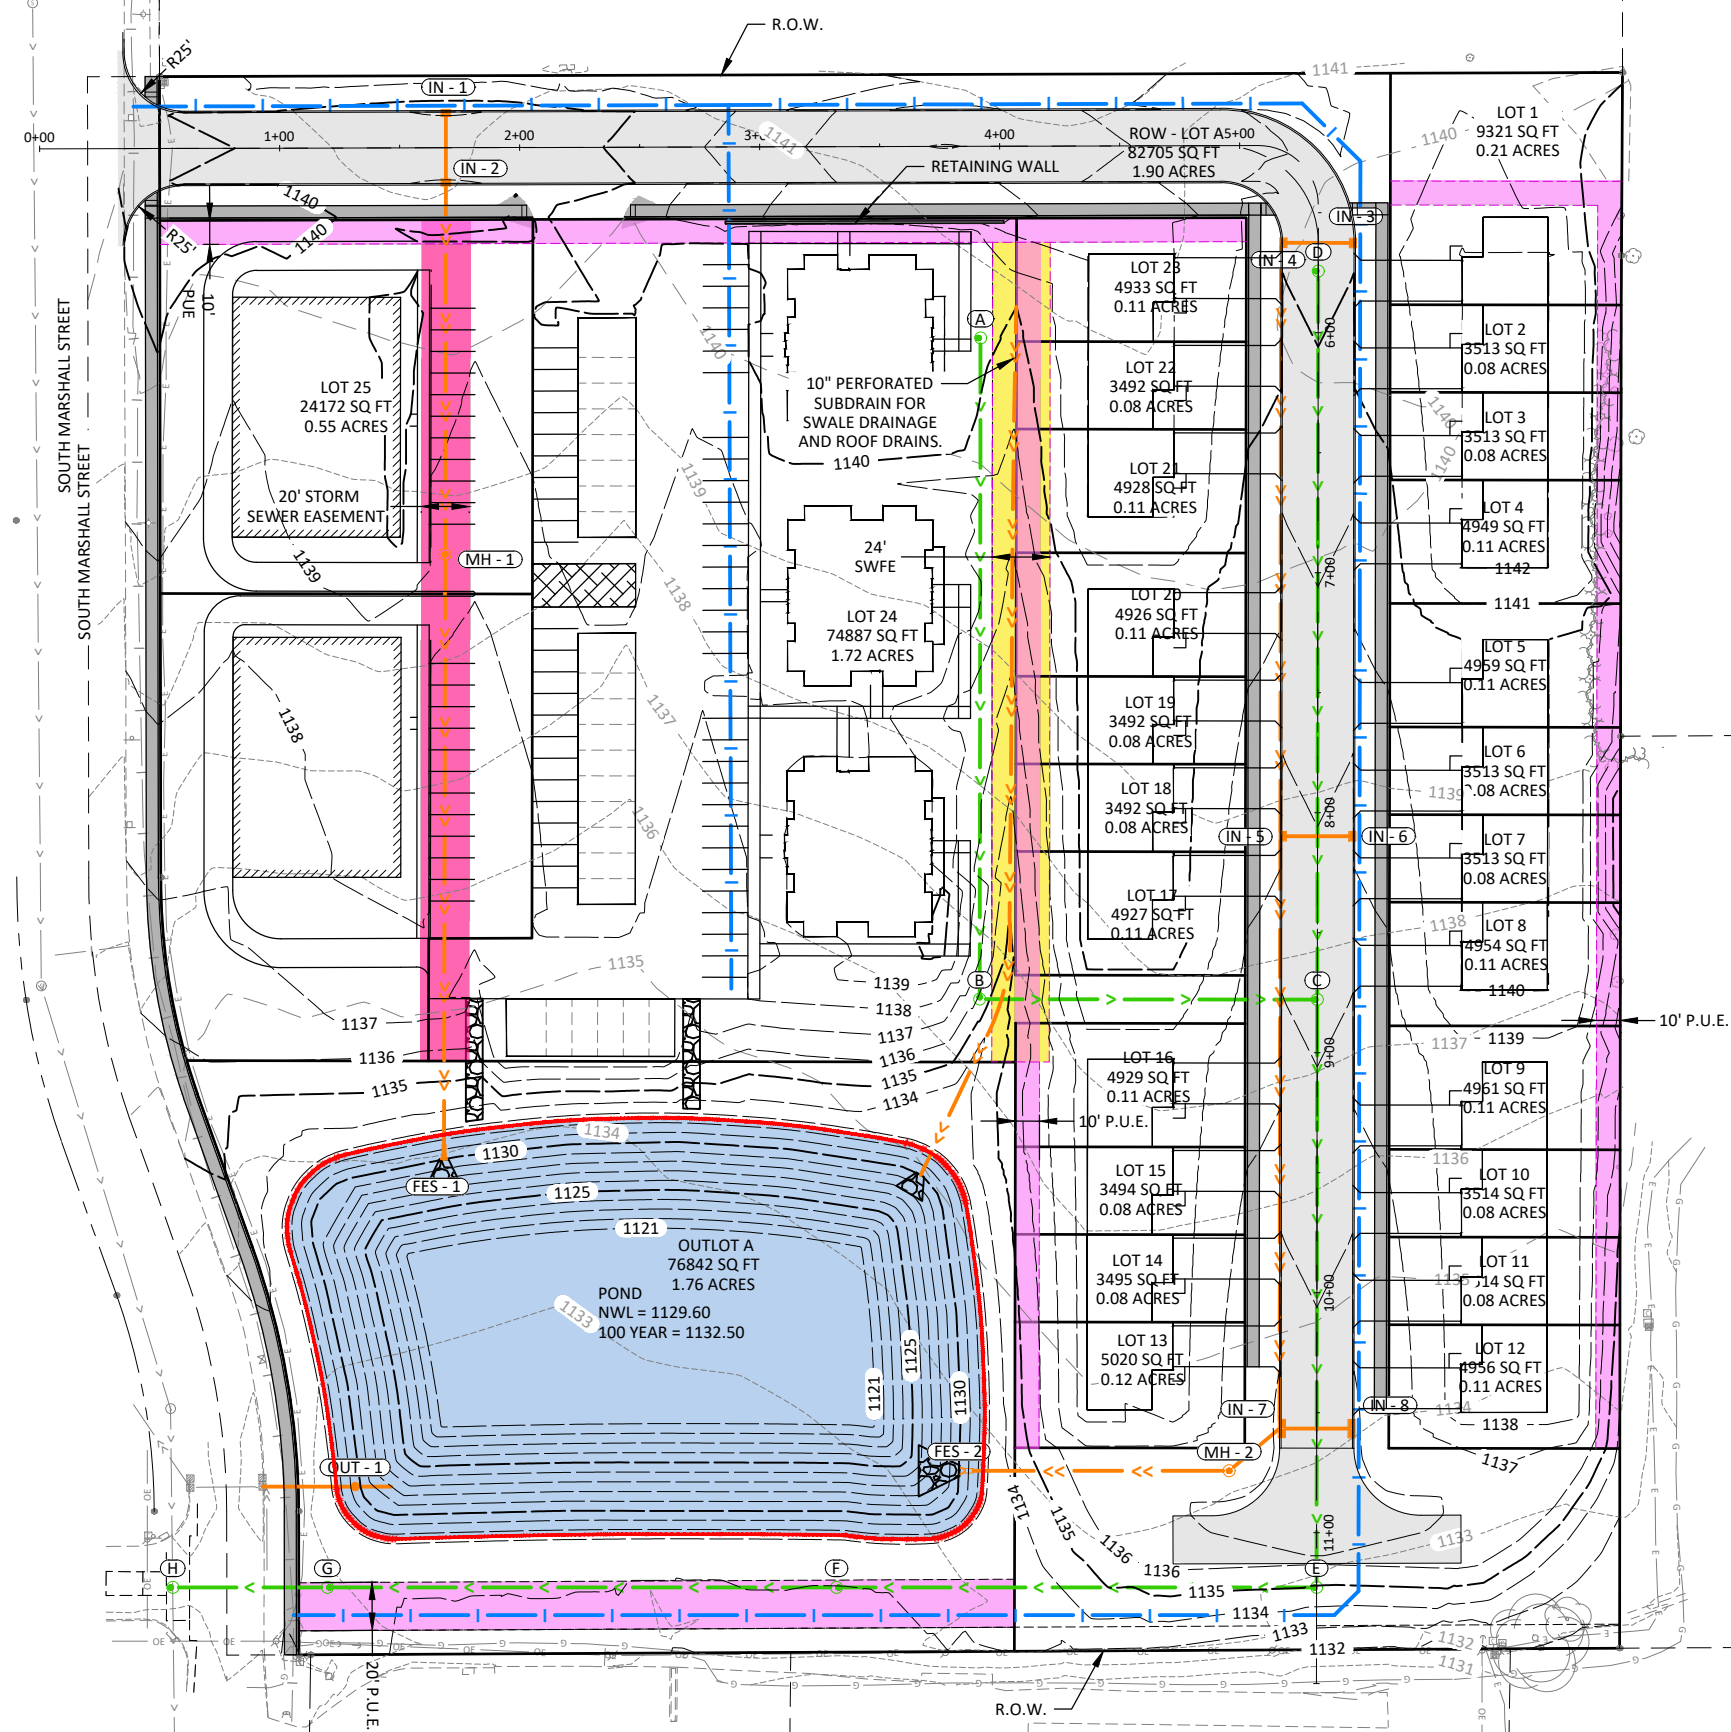 R.O.W.
R25'
IN - 1
1141
0+00
1+00
2+00
4+00
ROW - LOT A5+00
82705 SQ FT
1.90 ACRES
LOT 1
9321 SQ FT
0.21 ACRES
1140
1141
IN - 2
RETAINING WALL
1140
1140
R25'
IN - 3
IN - 4
D
10'
PUE
SOUTH MARSHALL STREET
SOUTH MARSHALL STREET
LOT 23
4933 SQ FT
0.11 ACRES
A
6+00
LOT 2
3513 SQ FT
0.08 ACRES
1140
LOT 25
24172 SQ FT
0.55 ACRES
10" PERFORATED
SUBDRAIN FOR
SWALE DRAINAGE
AND ROOF DRAINS.
1140
LOT 22
3492 SQ FT
0.08 ACRES
LOT 3
3513 SQ FT
0.08 ACRES
1140
1140
1139
LOT 21
4928 SQ FT
0.11 ACRES
20' STORM
SEWER EASEMENT
LOT 4
4949 SQ FT
0.11 ACRES
1142
1141
MH - 1
1139
24'
SWFE
7+00
1138
LOT 24
74887 SQ FT
1.72 ACRES
LOT 20
4926 SQ FT
0.11 ACRES
LOT 5
4959 SQ FT
0.11 ACRES
1138
1137
LOT 19
3492 SQ FT
0.08 ACRES
LOT 6
3513 SQ FT
.08 ACRES
1139
LOT 18
3492 SQ FT
0.08 ACRES
8+00
1136
IN - 5
IN - 6
LOT 7
3513 SQ FT
0.08 ACRES
LOT 17
4927 SQ FT
0.11 ACRES
1138
LOT 8
4954 SQ FT
0.11 ACRES
1140
1135
B
C
1139
1138
1137
1136
1135
1134
1137
1136
1135
10' P.U.E.
1139
1137
9+00
LOT 16
4929 SQ FT
0.11 ACRES
LOT 9
4961 SQ FT
0.11 ACRES
10' P.U.E.
1134
1130
1136
FES - 1
1125
1121
LOT 15
3494 SQ FT
0.08 ACRES
LOT 10
3514 SQ FT
0.08 ACRES
OUTLOT A
76842 SQ FT
1.76 ACRES
POND
NWL = 1129.60
100 YEAR = 1132.50
1133
LOT 14
3495 SQ FT
0.08 ACRES
10+00
1135
LOT 11
14 SQ FT
0.08 ACRES
1125
1121
1130
LOT 13
5020 SQ FT
0.12 ACRES
LOT 12
4956 SQ FT
0.11 ACRES
IN - 7
IN - 8
1134
1138
FES - 2
MH - 2
1137
OUT - 1
1134
1135
1136
11+00
1133
1136
H
G
F
E
1135
1134
1133
1132
1132
1131
20' P.U.E.
R.O.W.